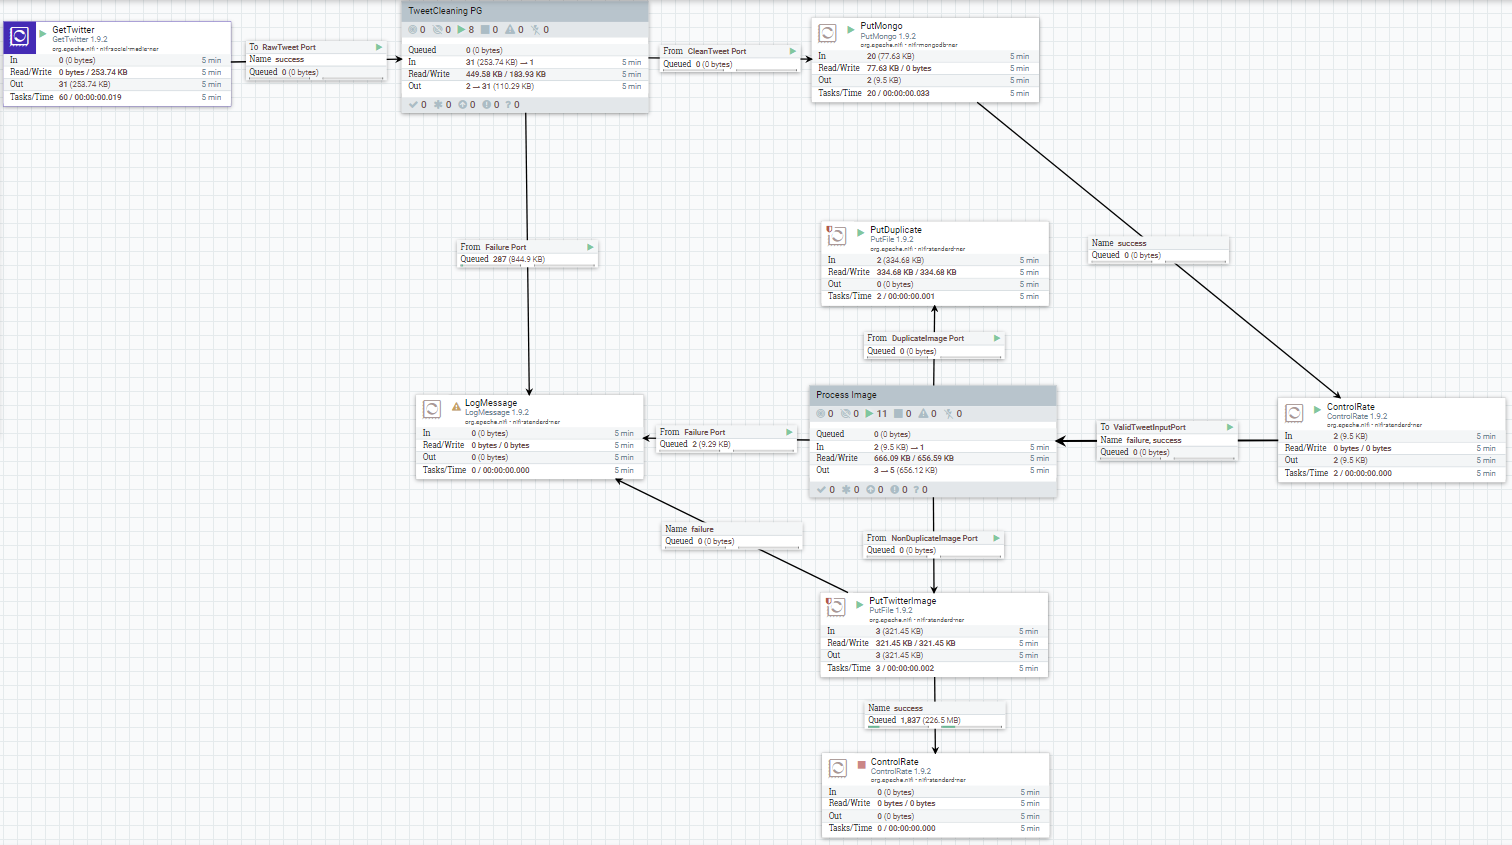 GetTwitter
GetTwitter 1.9.2
org.apache.nifi - nifi-social-media-nar
In 0 (0 bytes) 5 min
Read/Write 0 bytes / 253.74 KB 5 min
Out 31 (253.74 KB) 5 min
Tasks/Time 60 / 00:00:00.019 5 min
To RawTweet Port
Name success
Queued 0 (0 bytes)
TweetCleaning PG
0 0 8 0 0 0
Queued 0 (0 bytes)
In 31 (253.74 KB) → 1 5 min
Read/Write 449.58 KB / 183.93 KB 5 min
Out 2 → 31 (110.29 KB) 5 min
0 0 0 0 ? 0
From CleanTweet Port
Queued 0 (0 bytes)
PutMongo
PutMongo 1.9.2
org.apache.nifi - nifi-mongodb-nar
In 20 (77.63 KB) 5 min
Read/Write 77.63 KB / 0 bytes 5 min
Out 2 (9.5 KB) 5 min
Tasks/Time 20 / 00:00:00.033 5 min
From Failure Port
Queued 287 (844.9 KB)
PutDuplicate
PutFile 1.9.2
org.apache.nifi - nifi-standard-nar
In 2 (334.68 KB) 5 min
Read/Write 334.68 KB / 334.68 KB 5 min
Out 0 (0 bytes) 5 min
Tasks/Time 2 / 00:00:00.001 5 min
Name success
Queued 0 (0 bytes)
From DuplicateImage Port
Queued 0 (0 bytes)
LogMessage
LogMessage 1.9.2
org.apache.nifi - nifi-standard-nar
In 0 (0 bytes) 5 min
Read/Write 0 bytes / 0 bytes 5 min
Out 0 (0 bytes) 5 min
Tasks/Time 0 / 00:00:00.000 5 min
From Failure Port
Queued 2 (9.29 KB)
Process Image
0 0 11 0 0 0
Queued 0 (0 bytes)
In 2 (9.5 KB) → 1 5 min
Read/Write 666.09 KB / 656.59 KB 5 min
Out 3 → 5 (656.12 KB) 5 min
0 0 0 0 ? 0
To ValidTweetInputPort
Name failure, success
Queued 0 (0 bytes)
ControlRate
ControlRate 1.9.2
org.apache.nifi - nifi-standard-nar
In 2 (9.5 KB) 5 min
Read/Write 0 bytes / 0 bytes 5 min
Out 2 (9.5 KB) 5 min
Tasks/Time 2 / 00:00:00.000 5 min
Name failure
Queued 0 (0 bytes)
From NonDuplicateImage Port
Queued 0 (0 bytes)
PutTwitterImage
PutFile 1.9.2
org.apache.nifi - nifi-standard-nar
In 3 (321.45 KB) 5 min
Read/Write 321.45 KB / 321.45 KB 5 min
Out 3 (321.45 KB) 5 min
Tasks/Time 3 / 00:00:00.002 5 min
Name success
Queued 1,837 (226.5 MB)
ControlRate
ControlRate 1.9.2
org.apache.nifi - nifi-standard-nar
In 0 (0 bytes) 5 min
Read/Write 0 bytes / 0 bytes 5 min
Out 0 (0 bytes) 5 min
Tasks/Time 0 / 00:00:00.000 5 min